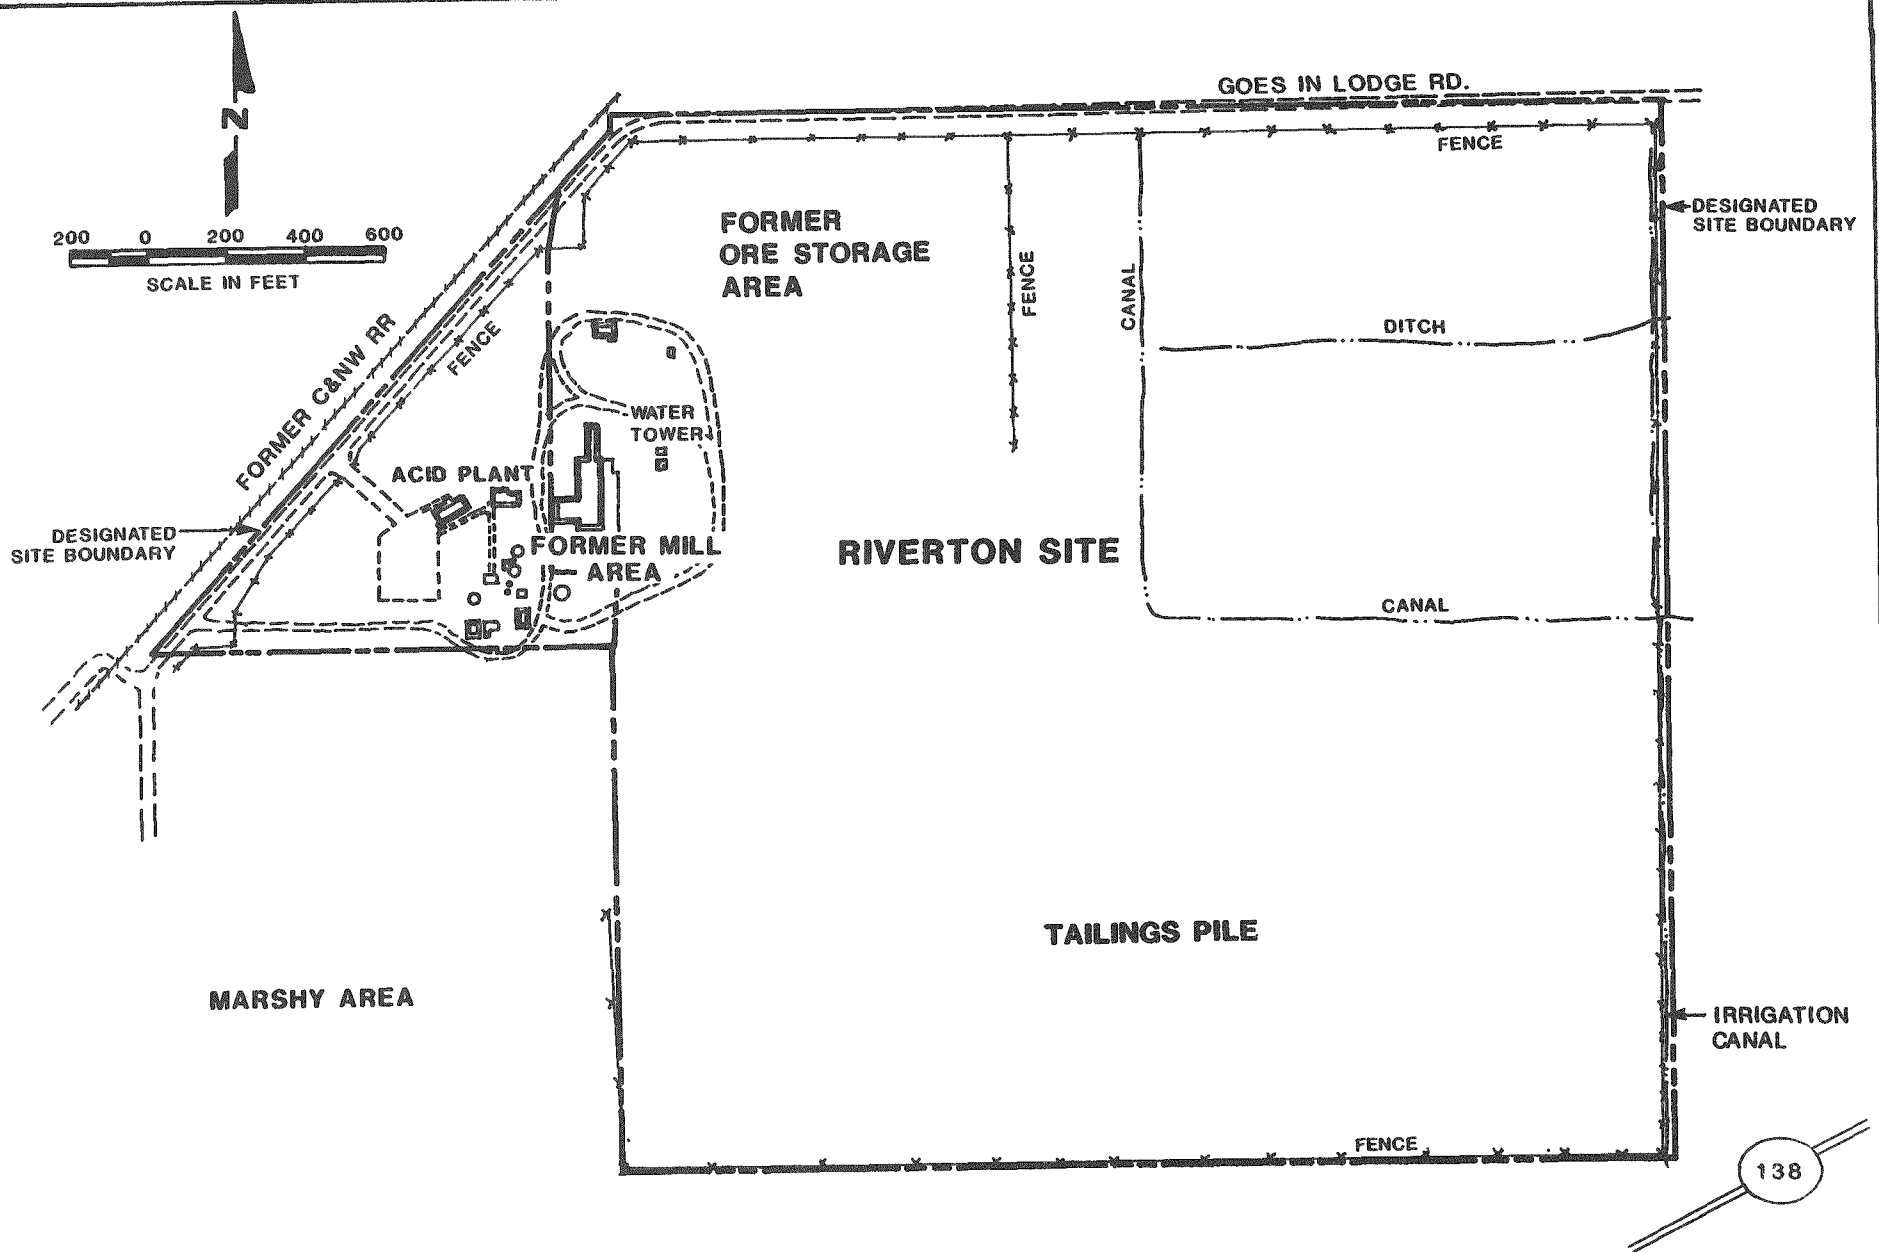 GOES IN LODGE RD.
N
FENCE
200 0 200 400 600
SCALE IN FEET
FORMER
ORE STORAGE
AREA
DESIGNATED
SITE BOUNDARY
FENCE
CANAL
DITCH
FORMER C&NW RR
FENCE
WATER
TOWER
ACID PLANT
DESIGNATED
SITE BOUNDARY
FORMER MILL
AREA
RIVERTON SITE
CANAL
TAILINGS PILE
MARSHY AREA
IRRIGATION
CANAL
FENCE
138